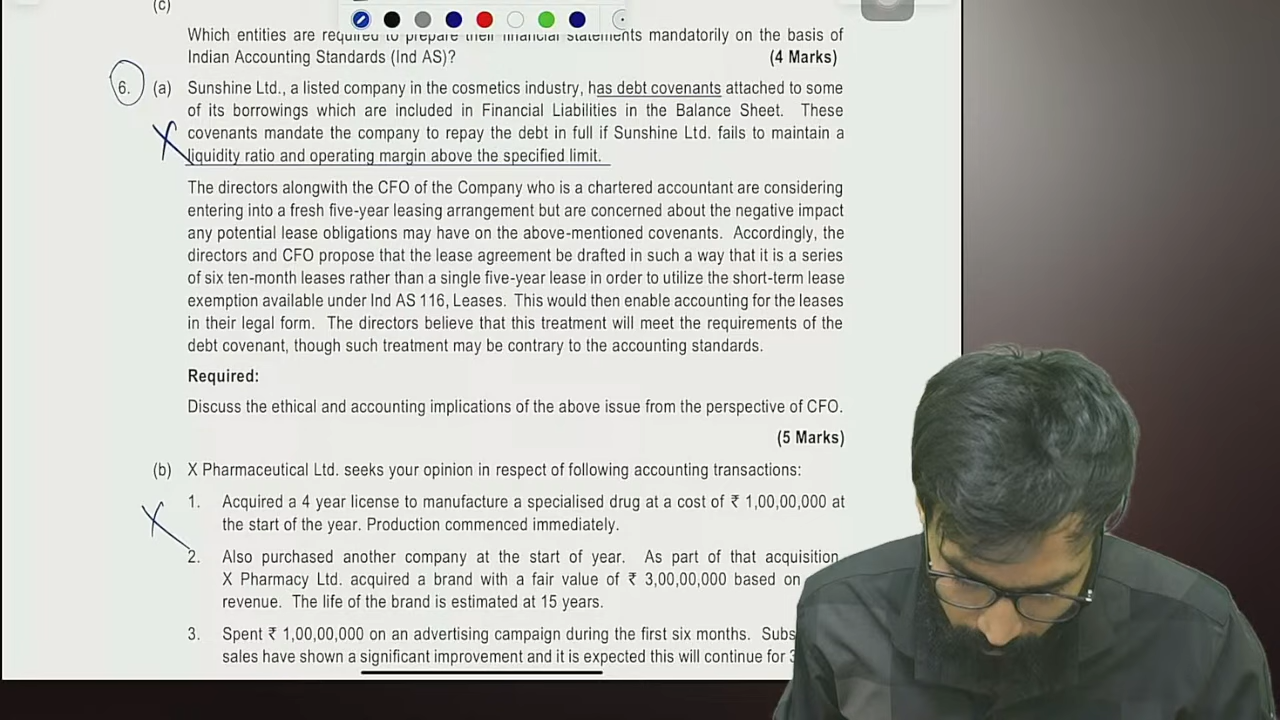 (c)
Which entities are required to prepare their financial statements mandatorily on the basis of
Indian Accounting Standards (Ind AS)? (4 Marks)
6. (a) Sunshine Ltd., a listed company in the cosmetics industry, has debt covenants attached to some
of its borrowings which are included in Financial Liabilities in the Balance Sheet. These
covenants mandate the company to repay the debt in full if Sunshine Ltd. fails to maintain a
liquidity ratio and operating margin above the specified limit.
The directors alongwith the CFO of the Company who is a chartered accountant are considering
entering into a fresh five-year leasing arrangement but are concerned about the negative impact
any potential lease obligations may have on the above-mentioned covenants. Accordingly, the
directors and CFO propose that the lease agreement be drafted in such a way that it is a series
of six ten-month leases rather than a single five-year lease in order to utilize the short-term lease
exemption available under Ind AS 116, Leases. This would then enable accounting for the leases
in their legal form. The directors believe that this treatment will meet the requirements of the
debt covenant, though such treatment may be contrary to the accounting standards.
Required:
Discuss the ethical and accounting implications of the above issue from the perspective of CFO.
(5 Marks)
(b) X Pharmaceutical Ltd. seeks your opinion in respect of following accounting transactions:
1. Acquired a 4 year license to manufacture a specialised drug at a cost of ₹ 1,00,00,000 at
the start of the year. Production commenced immediately.
2. Also purchased another company at the start of year. As part of that acquisition,
X Pharmacy Ltd. acquired a brand with a fair value of ₹ 3,00,00,000 based on
revenue. The life of the brand is estimated at 15 years.
3. Spent ₹ 1,00,00,000 on an advertising campaign during the first six months. Subs
sales have shown a significant improvement and it is expected this will continue for 3